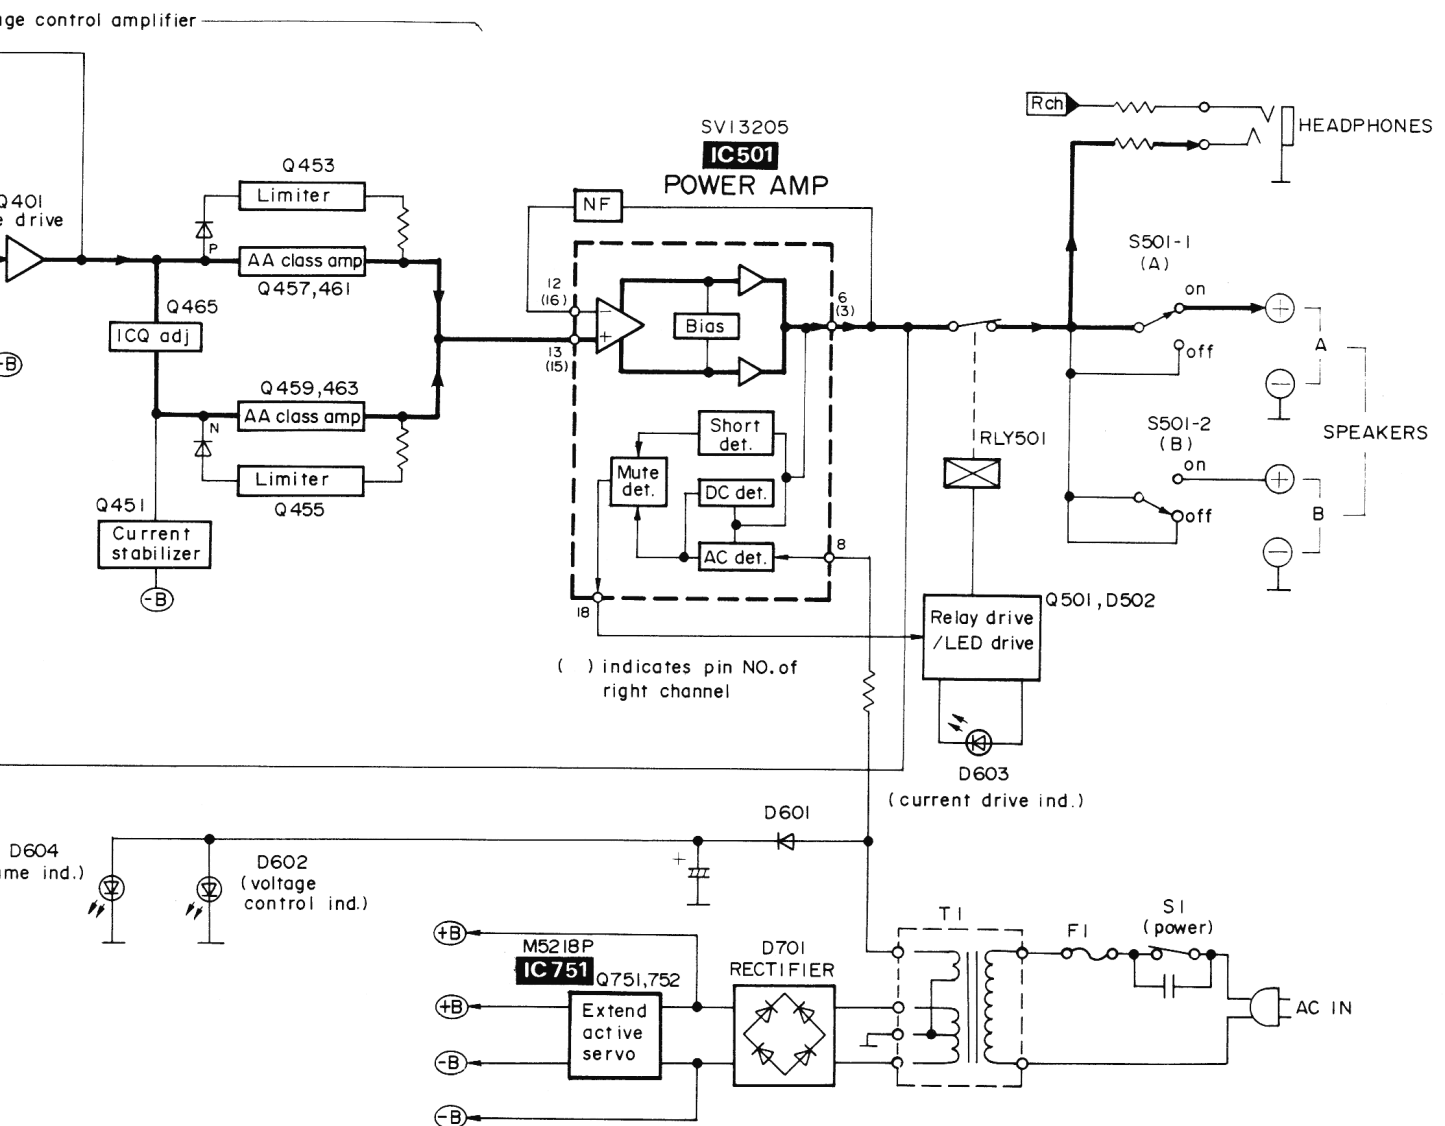 age control amplifier
Q401
e drive
-B
Q453
Limiter
P
AA class amp
Q457,461
Q465
ICQ adj
Q459,463
AA class amp
N
Limiter
Q455
Q451
Current
stabilizer
-B
SVI3205
IC501
POWER AMP
NF
12
(16)
-
+
13
(15)
Bias
6
(3)
Short
det.
Mute
det.
DC det.
AC det.
8
18
( ) indicates pin NO. of
right channel
Rch
HEADPHONES
S501-1
(A)
on
off
+
-
A
S501-2
(B)
on
off
+
-
B
SPEAKERS
RLY501
Q501, D502
Relay drive
/LED drive
D603
(current drive ind.)
D601
+
D604
me ind.)
D602
(voltage
control ind.)
+B
M5218P
IC751
Q751,752
+B
Extend
active
servo
-B
-B
D701
RECTIFIER
T1
F1
S1
(power)
AC IN